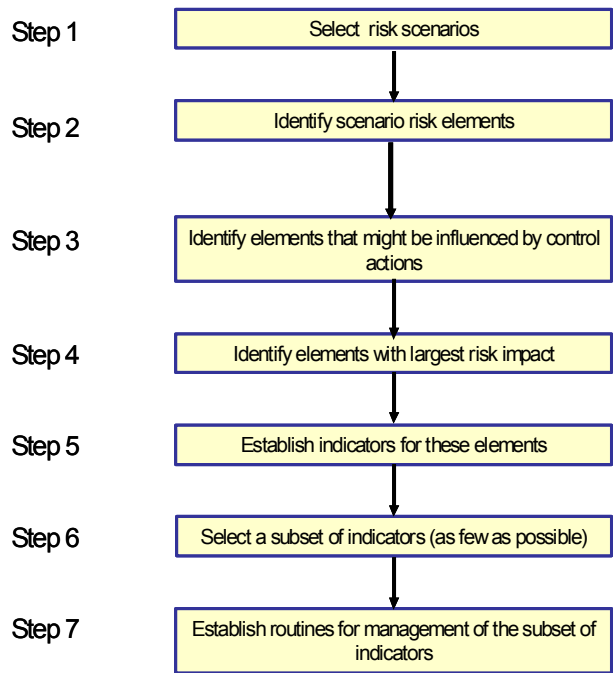 Step 1
Select risk scenarios
Step 2
Identify scenario risk elements
Step 3
Identify elements that might be influenced by control
actions
Step 4
Identify elements with largest risk impact
Step 5
Establish indicators for these elements
Step 6
Select a subset of indicators (as few as possible)
Step 7
Establish routines for management of the subset of
indicators